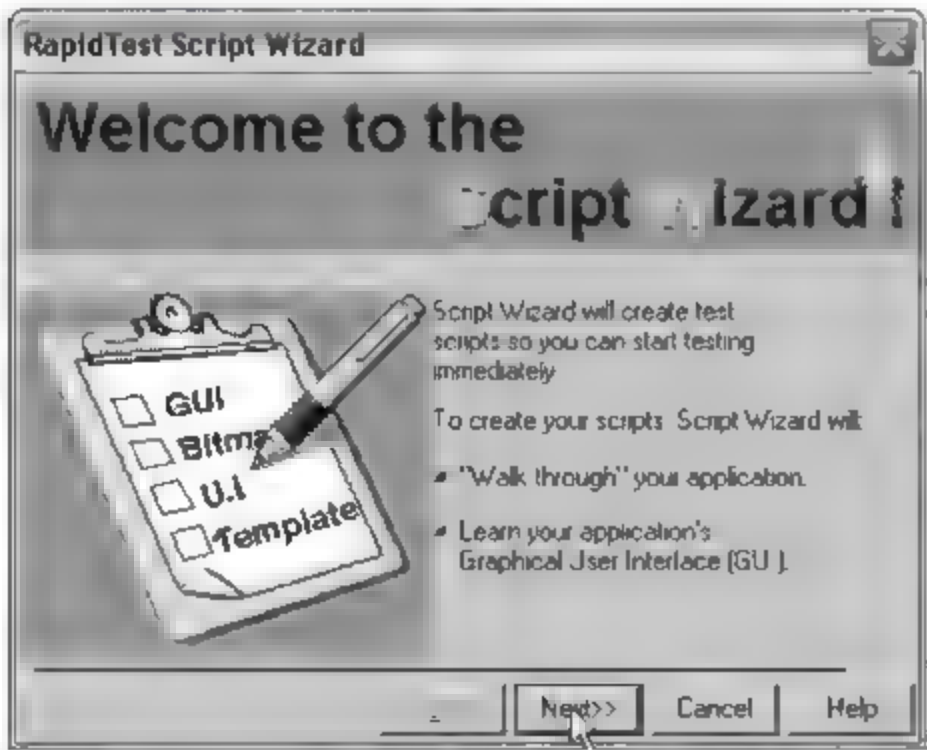 RapidTest Script Wizard
Welcome to the
Script Wizard !
Script Wizard will create test
scripts so you can start testing
immediately
To create your scripts Script Wizard will:
"Walk through" your application.
Learn your application's
Graphical User Interface (GUI).
GUI
U.I
Template
Next>>
Cancel
Help